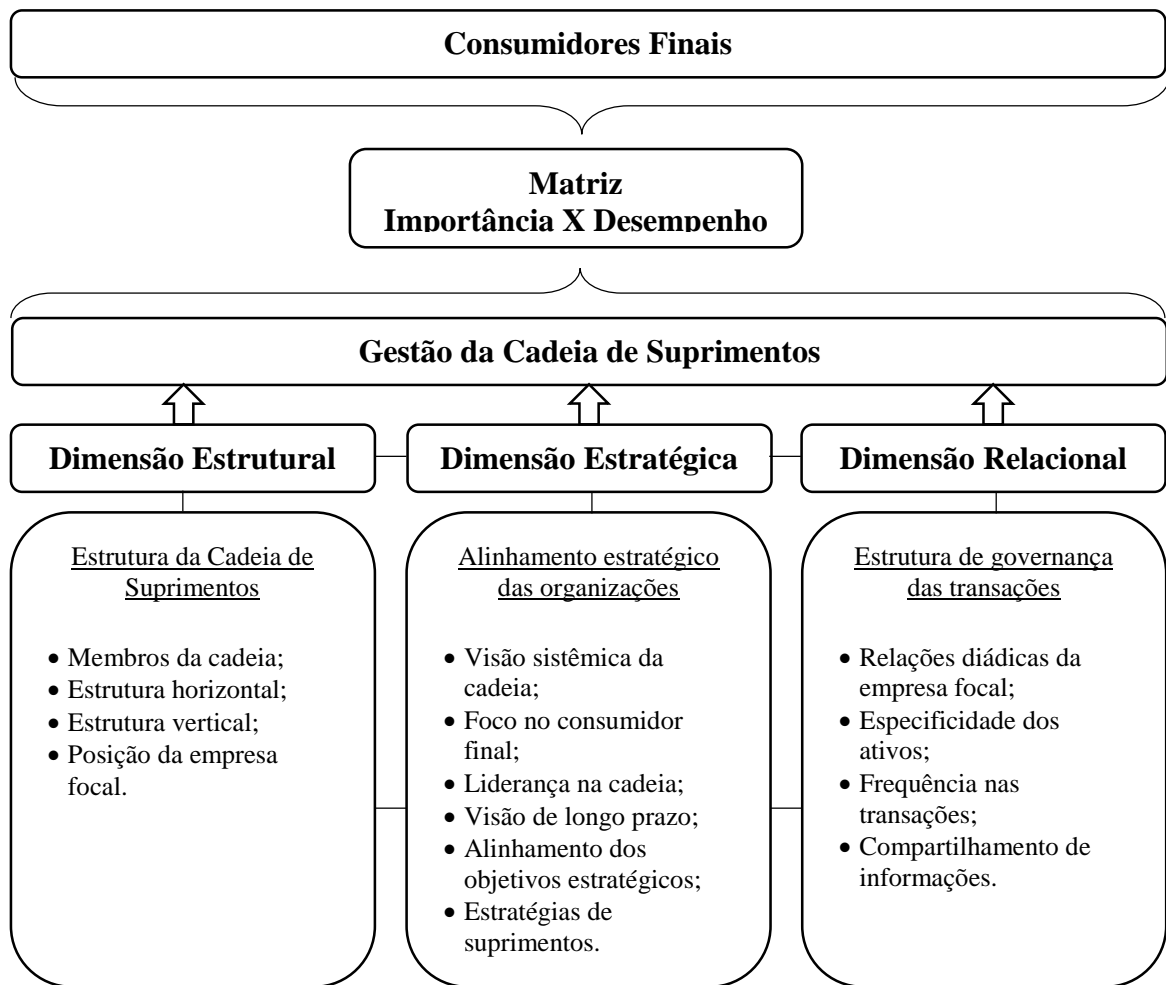 Consumidores Finais
Matriz
Importância X Desempenho
Gestão da Cadeia de Suprimentos
Dimensão Estrutural
Dimensão Estratégica
Dimensão Relacional
Estrutura da Cadeia de
Suprimentos
• Membros da cadeia;
• Estrutura horizontal;
• Estrutura vertical;
• Posição da empresa
focal.
Alinhamento estratégico
das organizações
• Visão sistêmica da
cadeia;
• Foco no consumidor
final;
• Liderança na cadeia;
• Visão de longo prazo;
• Alinhamento dos
objetivos estratégicos;
• Estratégias de
suprimentos.
Estrutura de governança
das transações
• Relações diádicas da
empresa focal;
• Especificidade dos
ativos;
• Frequência nas
transações;
• Compartilhamento de
informações.